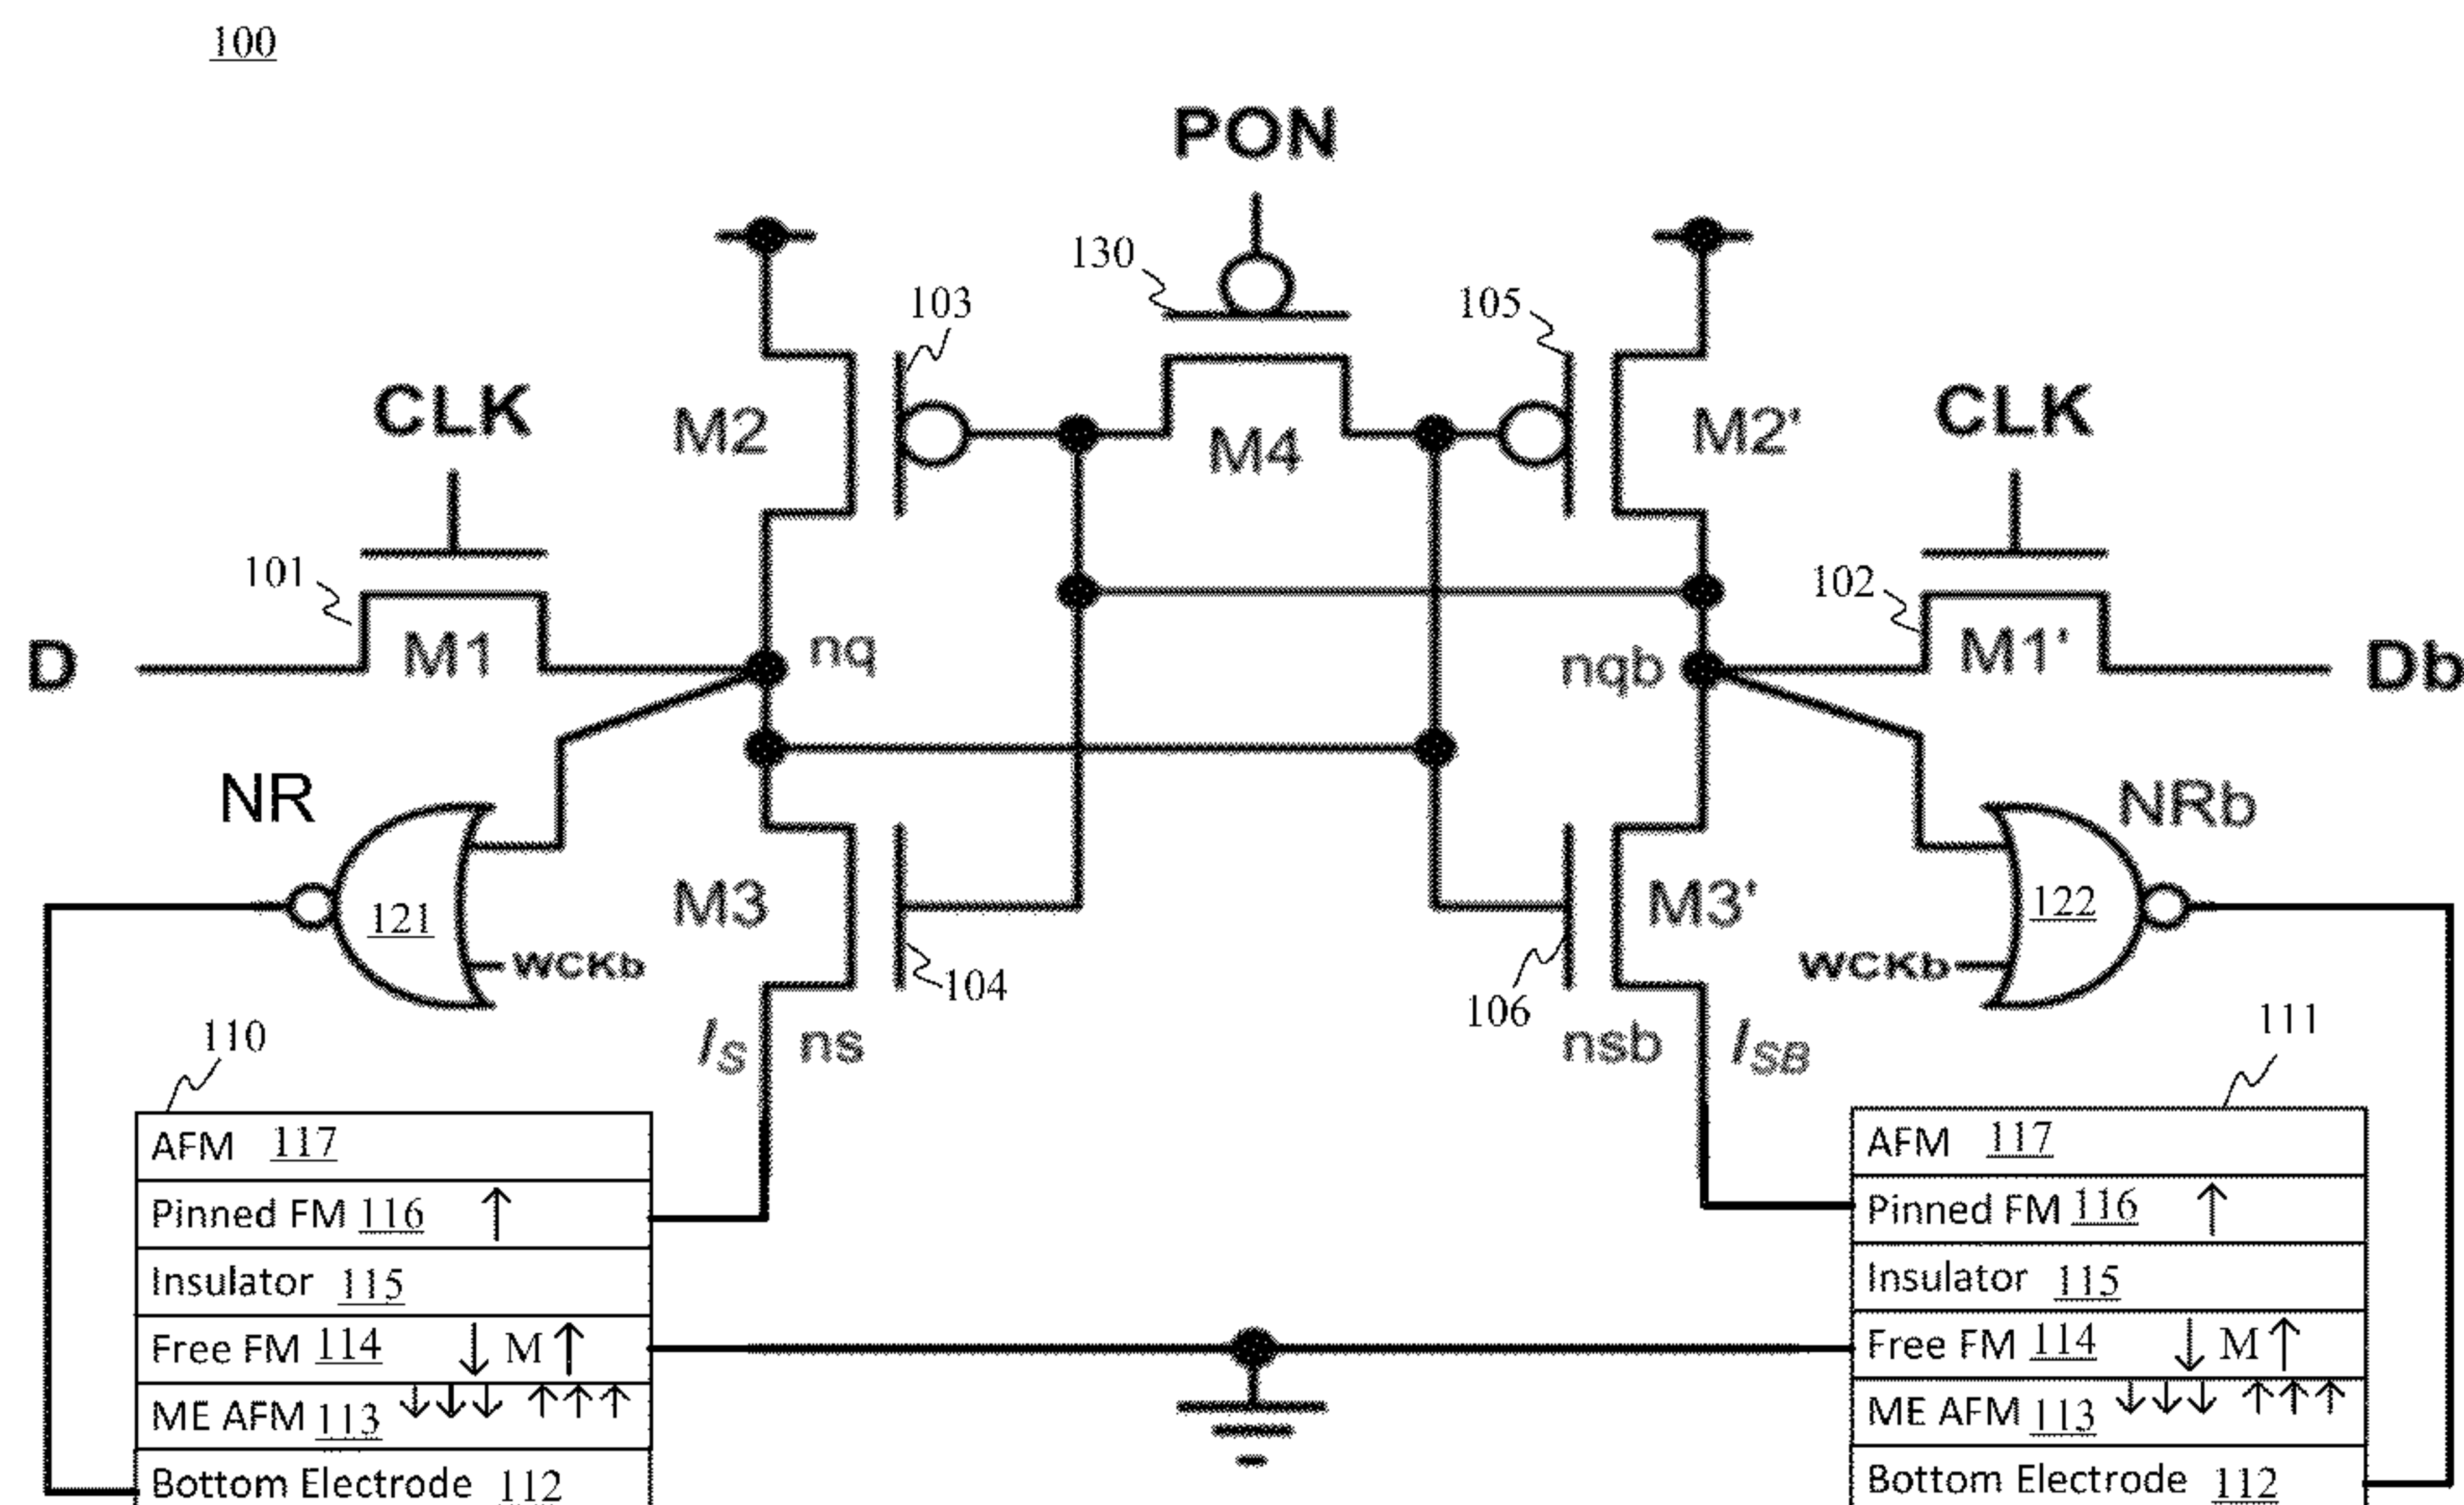 100
PON
130
103
105
CLK
M2
M4
M2'
CLK
101
M1
102
M1'
D
nq
nqb
Db
NR
NRb
121
M3
M3'
122
WCKb
104
WCKb
106
110
IS
ns
nsb
ISB
111
AFM 117
Pinned FM 116 ↑
Insulator 115
Free FM 114 ↓ M ↑
ME AFM 113 ↓↓↓ ↑↑↑
Bottom Electrode 112
AFM 117
Pinned FM 116 ↑
Insulator 115
Free FM 114 ↓ M ↑
ME AFM 113 ↓↓↓ ↑↑↑
Bottom Electrode 112